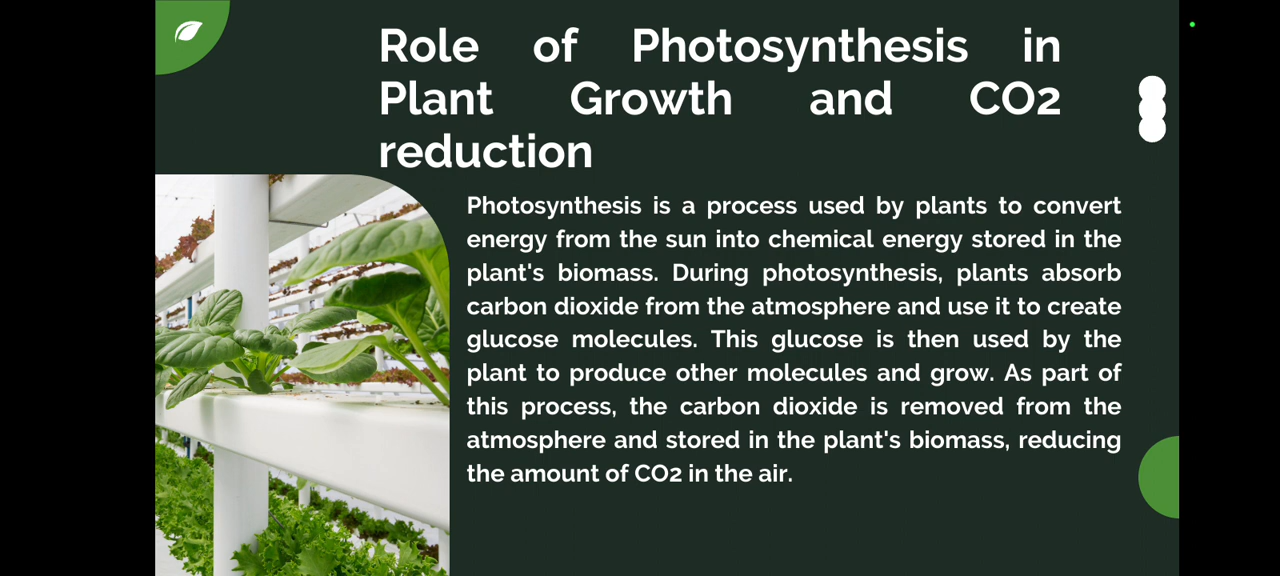 Role of Photosynthesis in
Plant Growth and CO2
reduction
Photosynthesis is a process used by plants to convert
energy from the sun into chemical energy stored in the
plant's biomass. During photosynthesis, plants absorb
carbon dioxide from the atmosphere and use it to create
glucose molecules. This glucose is then used by the
plant to produce other molecules and grow. As part of
this process, the carbon dioxide is removed from the
atmosphere and stored in the plant's biomass, reducing
the amount of CO2 in the air.